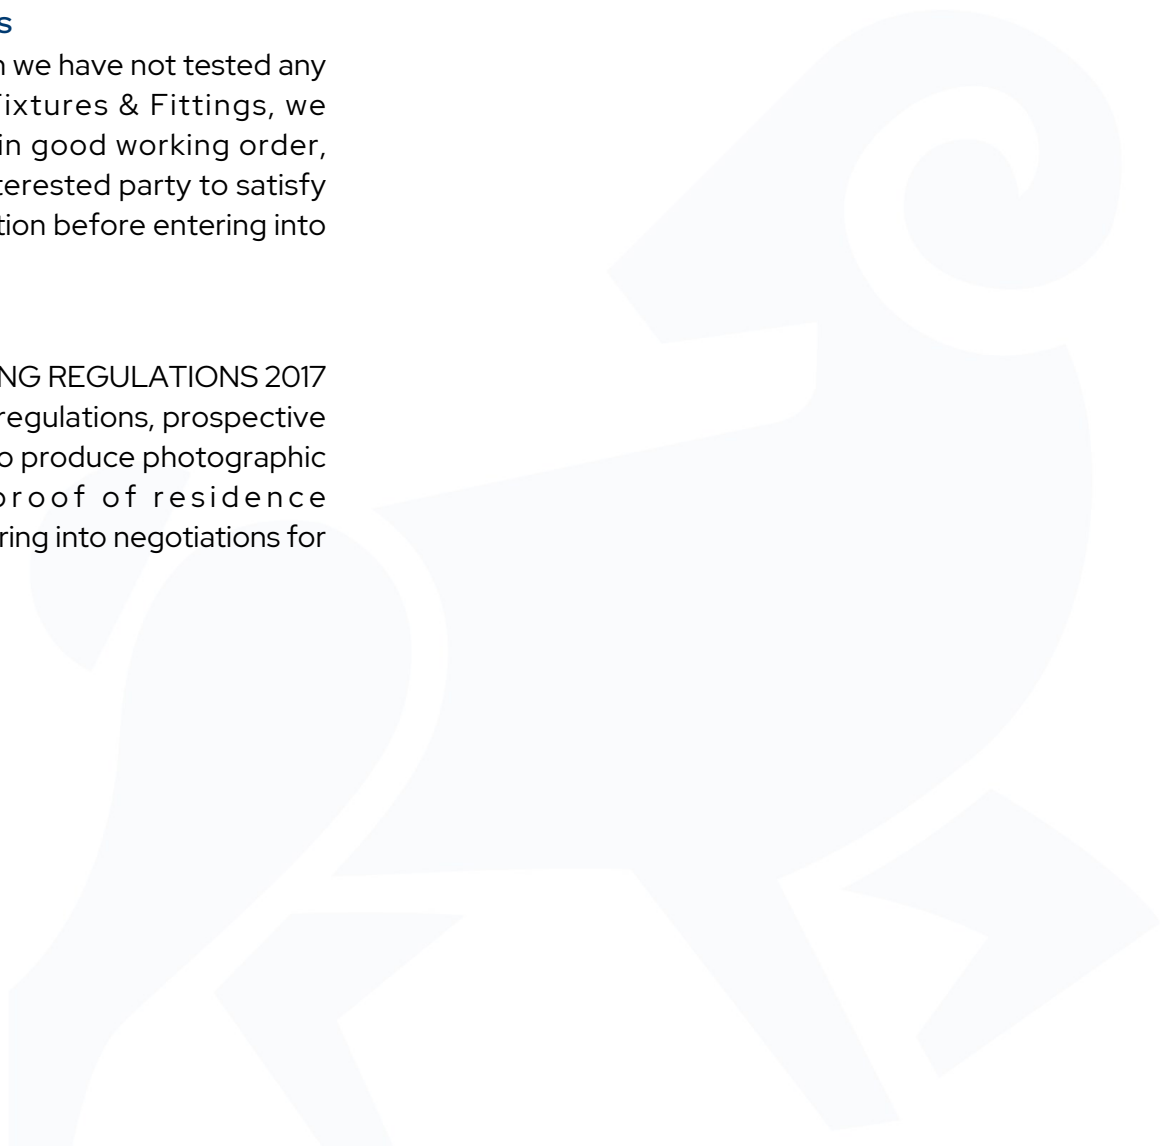 s
we have not tested any
Fixtures & Fittings, we
in good working order,
terested party to satisfy
tion before entering into
NG REGULATIONS 2017
regulations, prospective
o produce photographic
proof of residence
ring into negotiations for